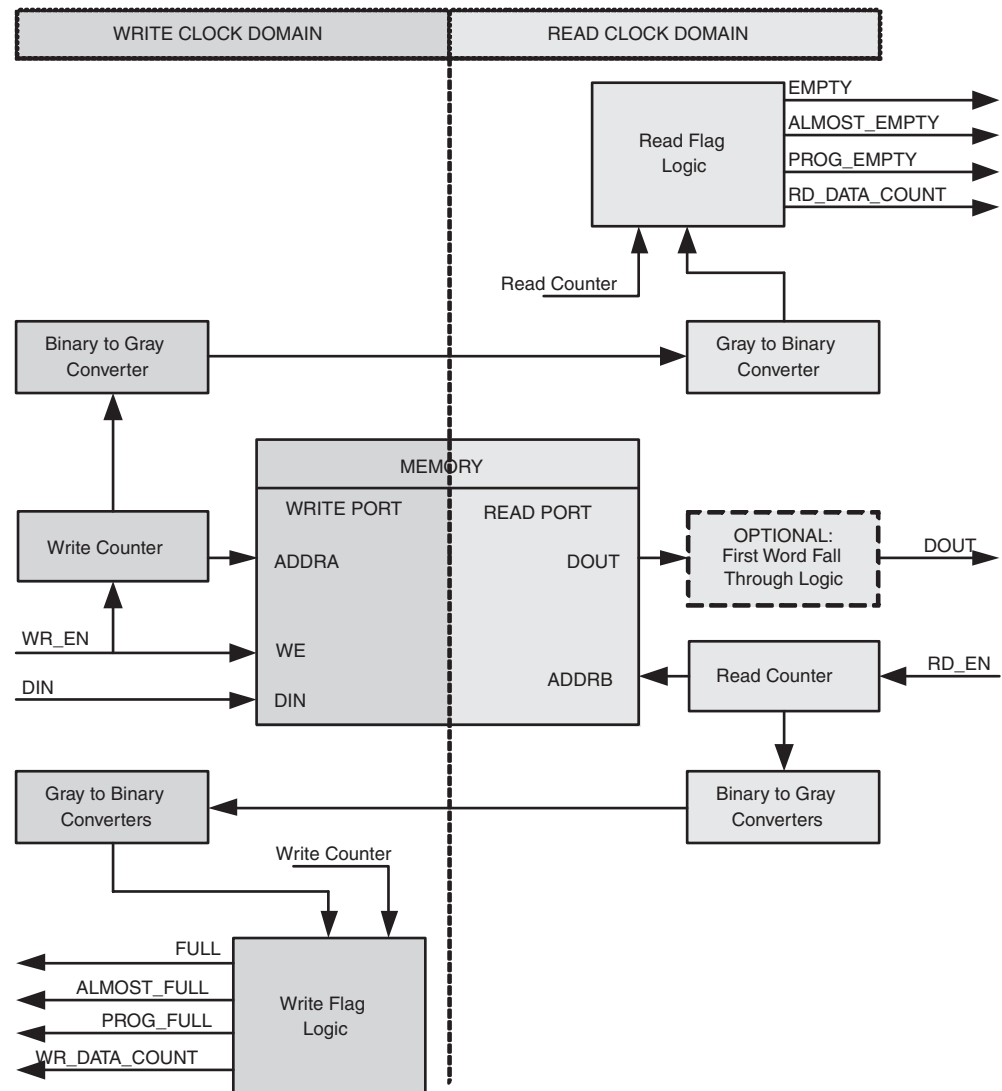 WRITE CLOCK DOMAIN
READ CLOCK DOMAIN
EMPTY
ALMOST_EMPTY
PROG_EMPTY
RD_DATA_COUNT
Read Flag
Logic
Read Counter
Binary to Gray
Converter
Gray to Binary
Converter
MEMORY
WRITE PORT
READ PORT
Write Counter
ADDRA
DOUT
OPTIONAL:
First Word Fall
Through Logic
DOUT
WR_EN
WE
DIN
DIN
ADDRB
Read Counter
RD_EN
Gray to Binary
Converters
Binary to Gray
Converters
Write Counter
FULL
ALMOST_FULL
PROG_FULL
WR_DATA_COUNT
Write Flag
Logic